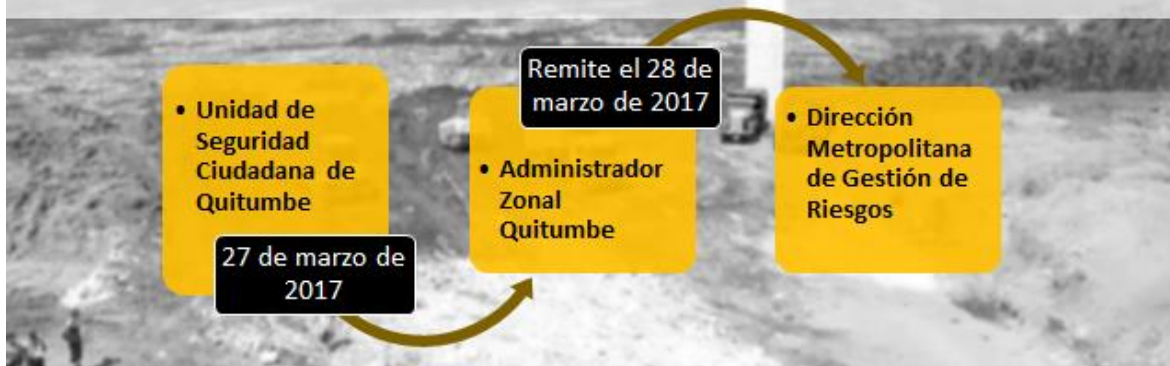 • Unidad de
Seguridad
Ciudadana de
Quitumbe
27 de marzo de
2017
Remite el 28 de
marzo de 2017
• Administrador
Zonal
Quitumbe
• Dirección
Metropolitana
de Gestión de
Riesgos